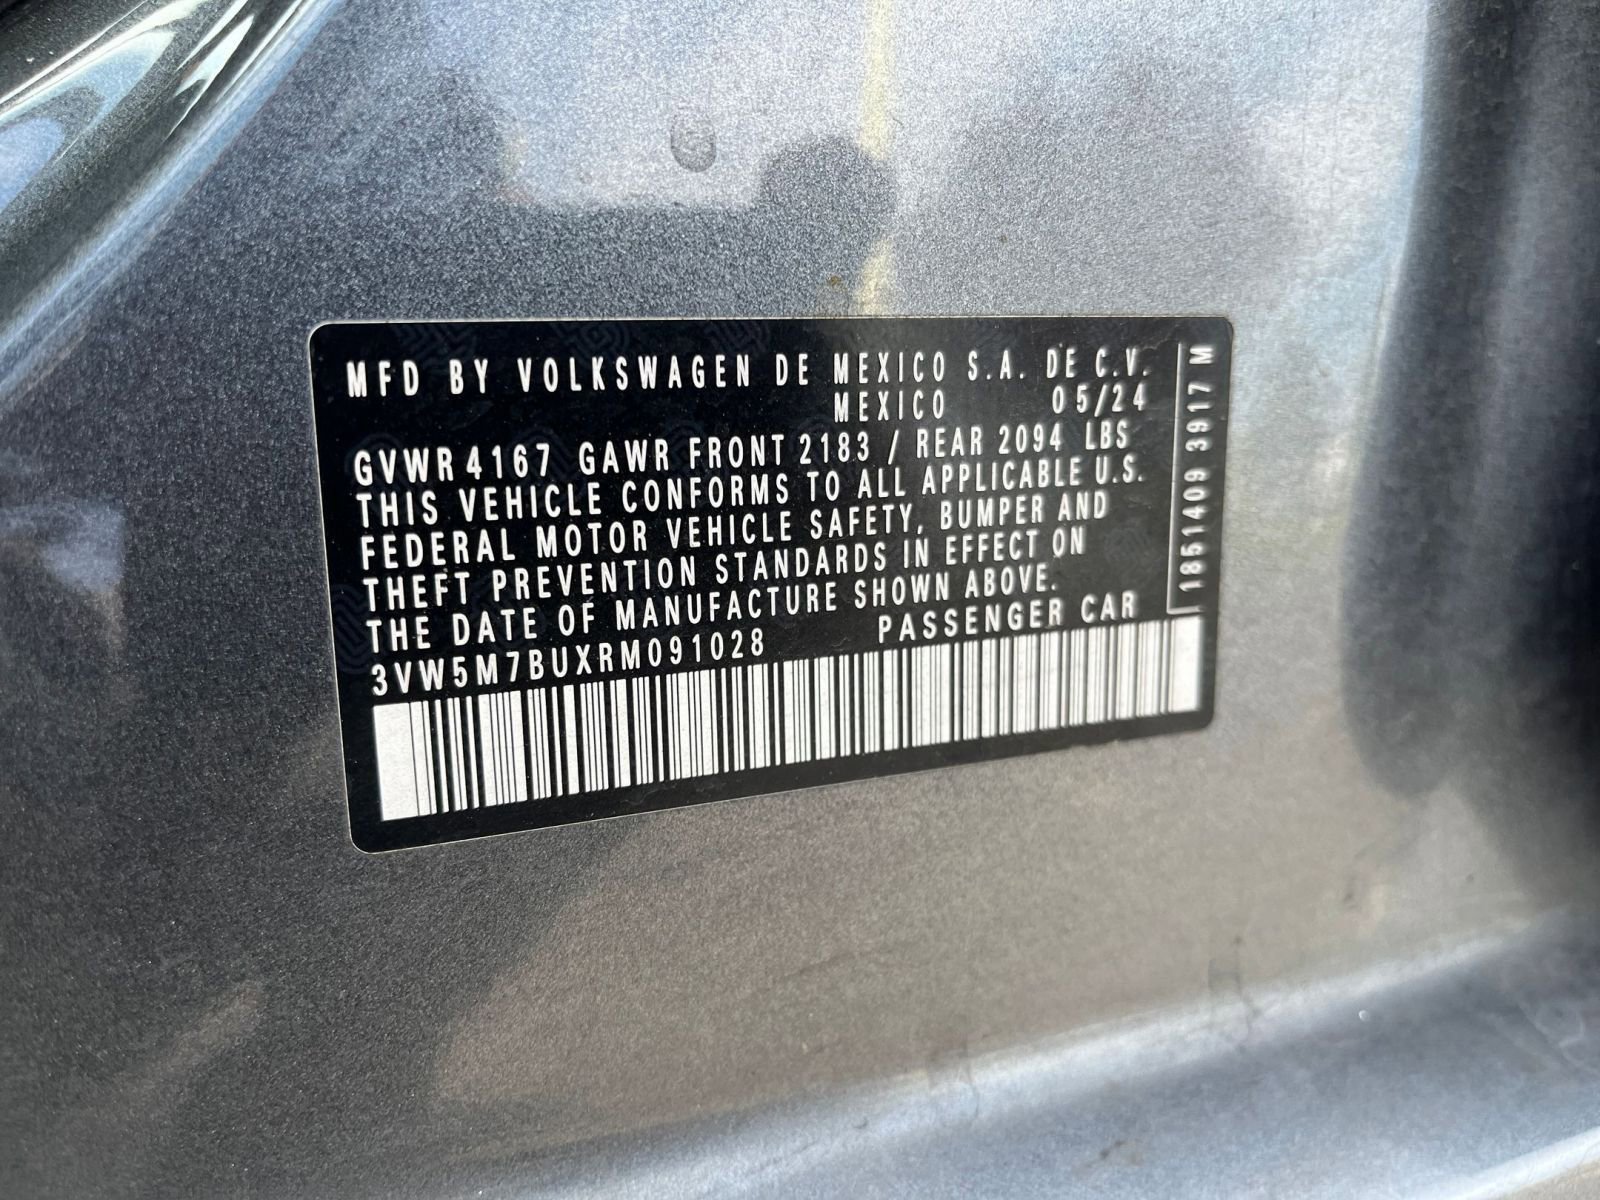 MFD BY VOLKSWAGEN DE MEXICO S.A. DE C.V.
MEXICO 05/24
GVWR 4167 GAWR FRONT 2183 / REAR 2094 LBS
THIS VEHICLE CONFORMS TO ALL APPLICABLE U.S.
FEDERAL MOTOR VEHICLE SAFETY, BUMPER AND
THEFT PREVENTION STANDARDS IN EFFECT ON
THE DATE OF MANUFACTURE SHOWN ABOVE.
3VW5M7BUXRM091028 PASSENGER CAR
1851409 3917 M